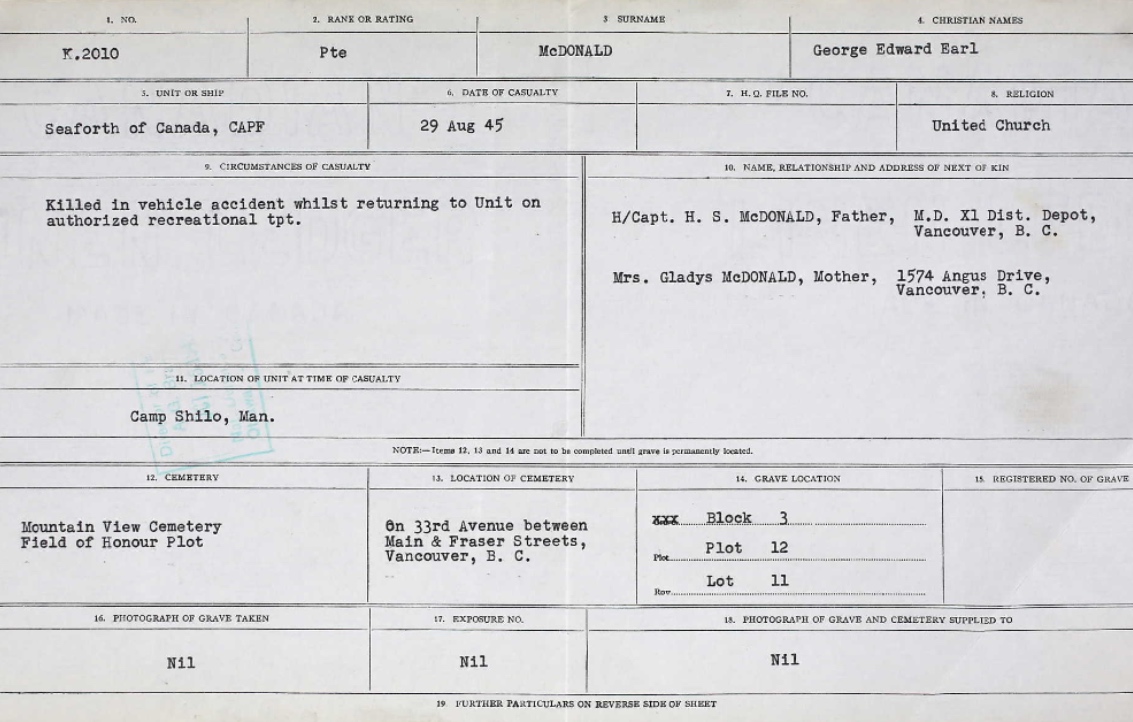 1. NO.
2. RANK OR RATING
3 SURNAME
4. CHRISTIAN NAMES
K.2010
Pte
McDONALD
George Edward Earl
5. UNIT OR SHIP
6. DATE OF CASUALTY
7. H.Q. FILE NO.
8. RELIGION
Seaforth of Canada, CAPF
29 Aug 45
United Church
9. CIRCUMSTANCES OF CASUALTY
Killed in vehicle accident whilst returning to Unit on
authorized recreational tpt.
10. NAME, RELATIONSHIP AND ADDRESS OF NEXT OF KIN
H/Capt. H. S. McDONALD, Father, M.D. X1 Dist. Depot,
Vancouver, B. C.
Mrs. Gladys McDONALD, Mother, 1574 Angus Drive,
Vancouver, B. C.
11. LOCATION OF UNIT AT TIME OF CASUALTY
Camp Shilo, Man.
NOTE:—Items 12, 13 and 14 are not to be completed until grave is permanently located.
12. CEMETERY
13. LOCATION OF CEMETERY
14. GRAVE LOCATION
15. REGISTERED NO. OF GRAVE
Mountain View Cemetery
Field of Honour Plot
On 33rd Avenue between
Main & Fraser Streets,
Vancouver, B. C.
xxx Block 3
Plot Plot 12
Row Lot 11
16. PHOTOGRAPH OF GRAVE TAKEN
17. EXPOSURE NO.
18. PHOTOGRAPH OF GRAVE AND CEMETERY SUPPLIED TO
Nil
Nil
Nil
19 FURTHER PARTICULARS ON REVERSE SIDE OF SHEET